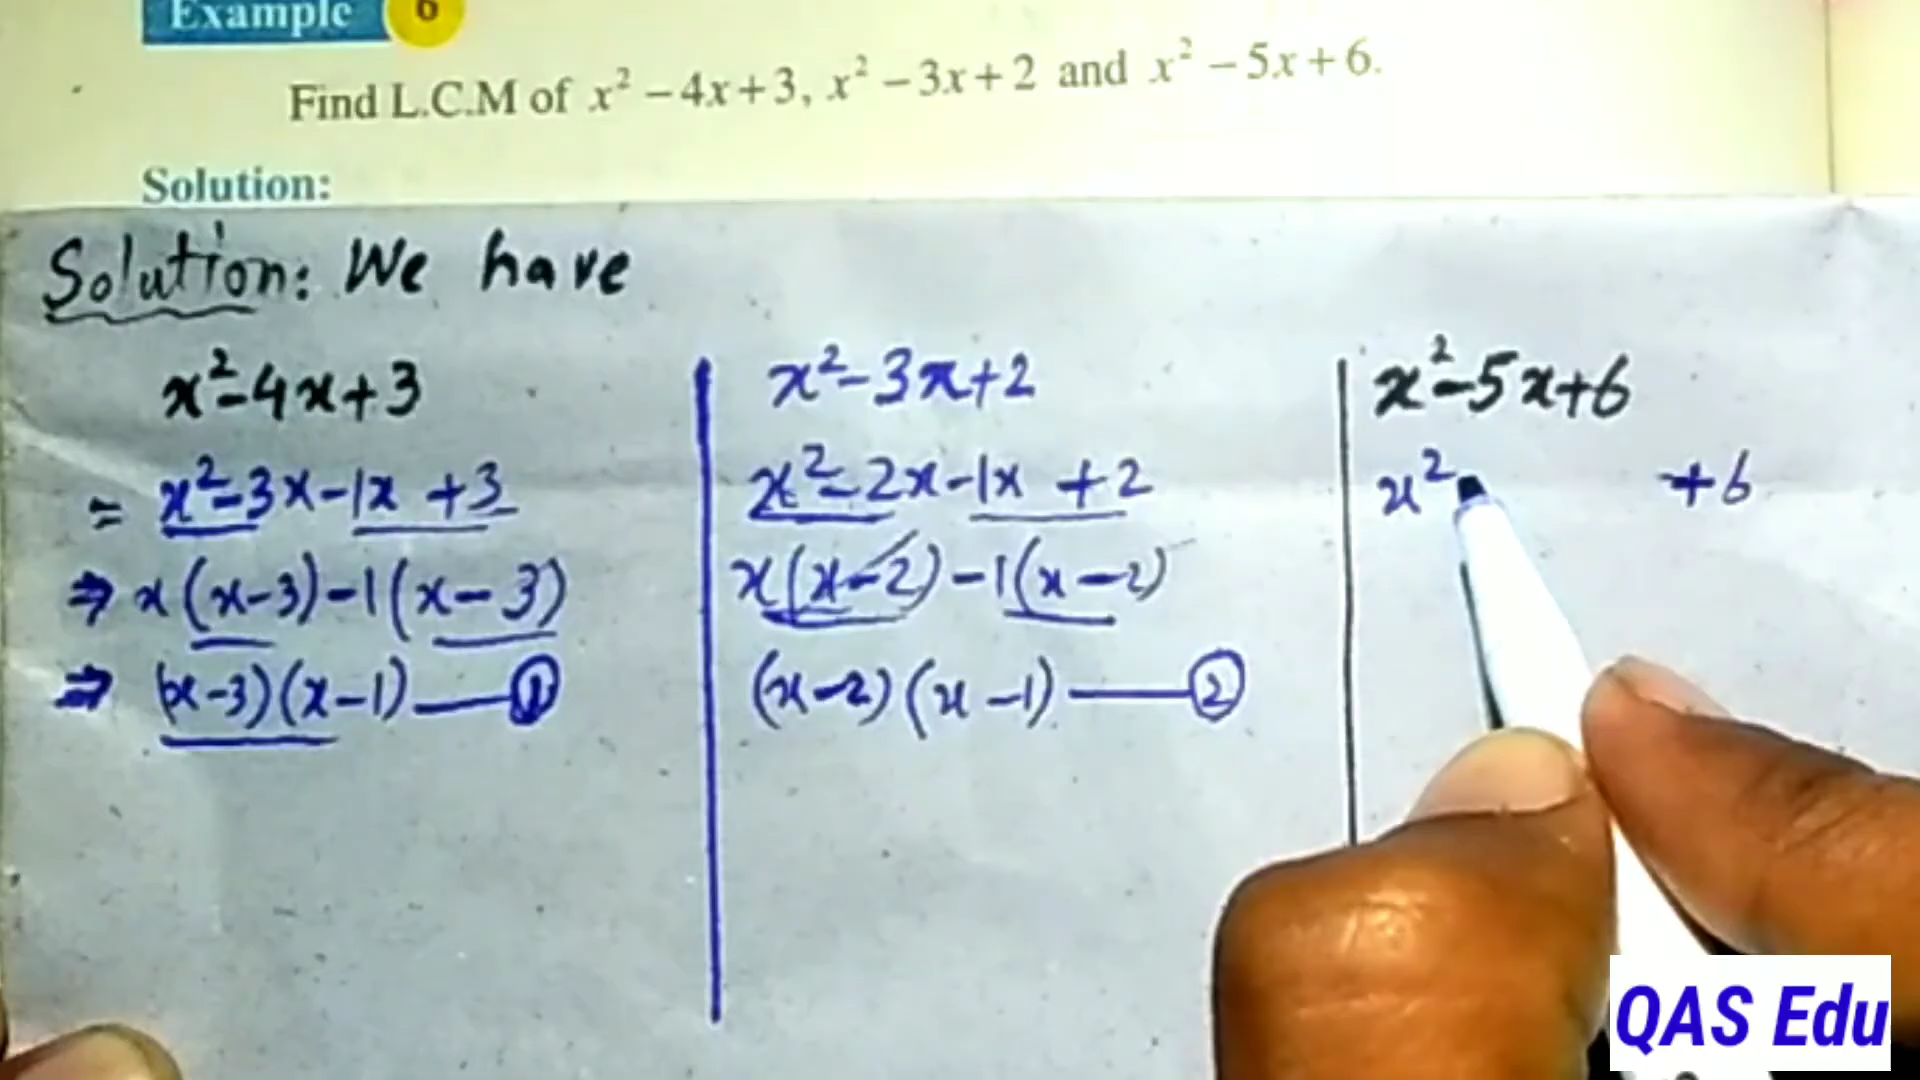 Example 6
Find L.C.M of x² − 4x + 3, x² − 3x + 2 and x² − 5x + 6.
Solution:
Solution: We have
x²-4x+3
= x²-3x-1x +3
⇒ x(x-3)-1(x-3)
⇒ (x-3)(x-1)——①
x²-3x+2
x²-2x-1x +2
x(x-2)-1(x-2)
(x-2)(x-1)——②
x²-5x+6
x² +6
QAS Edu